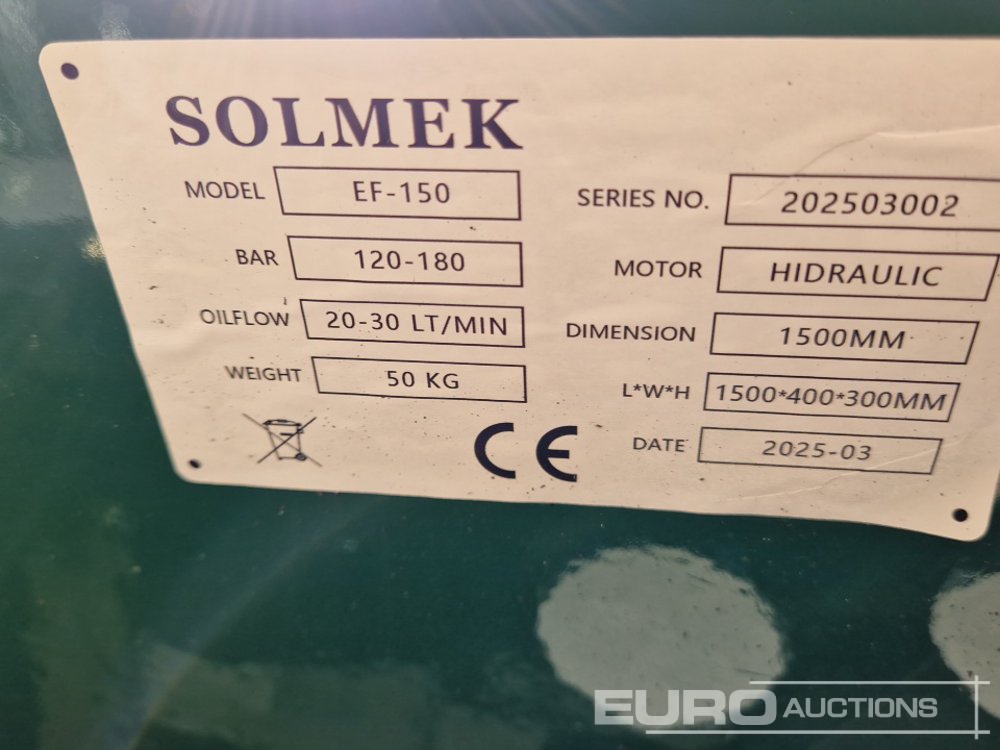 SOLMEK
MODEL EF-150
BAR 120-180
OILFLOW 20-30 LT/MIN
WEIGHT 50 KG
SERIES NO. 202503002
MOTOR HIDRAULIC
DIMENSION 1500MM
L*W*H 1500*400*300MM
DATE 2025-03
CE
EURO AUCTIONS